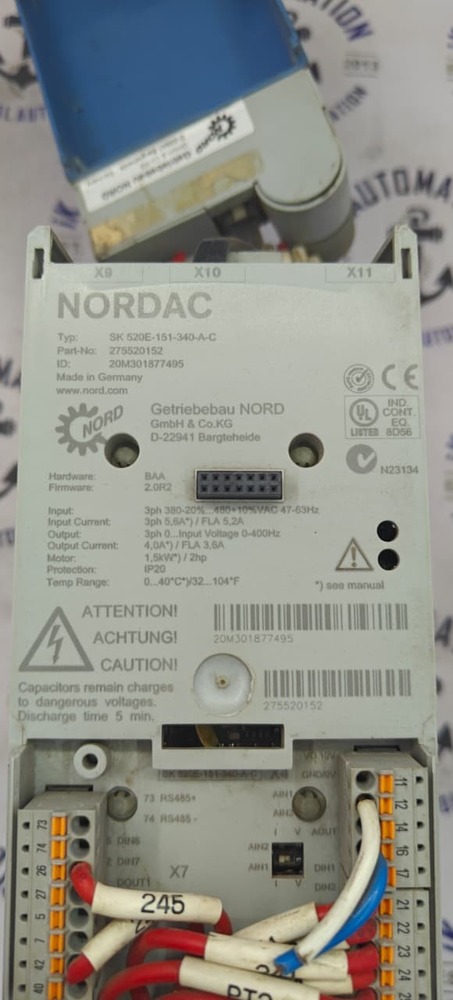 2013
AUTOMATION
Getriebebau NORD
X9 X10 X11
NORDAC
Typ: SK 520E-151-340-A-C
Part-No: 275520152
ID: 20M301877495
Made in Germany
www.nord.com
NORD
Getriebebau NORD
GmbH & Co.KG
D-22941 Bargteheide
CE
UL
LISTED
IND.
CONT.
EQ.
8D56
N23134
Hardware: BAA
Firmware: 2.0R2
Input: 3ph 380-20%...480+10%VAC 47-63Hz
Input Current: 3ph 5,6A*) / FLA 5,2A
Output: 3ph 0...Input Voltage 0-400Hz
Output Current: 4,0A*) / FLA 3,6A
Motor: 1,5kW*) / 2hp
Protection: IP20
Temp Range: 0...40°C*)/32...104°F
*) see manual
ATTENTION!
ACHTUNG!
CAUTION!
Capacitors remain charges
to dangerous voltages.
Discharge time 5 min.
20M301877495
275520152
SK 520E-151-340-A-C
73 RS485+
74 RS485-
DIN6
DIN7
DOUT1
X7
AIN1
AIN2
AIN1
I V
I V
AOUT
DIN1
DIN2
73
74
26
27
5
7
40
11
12
14
16
17
21
22
23
24
245